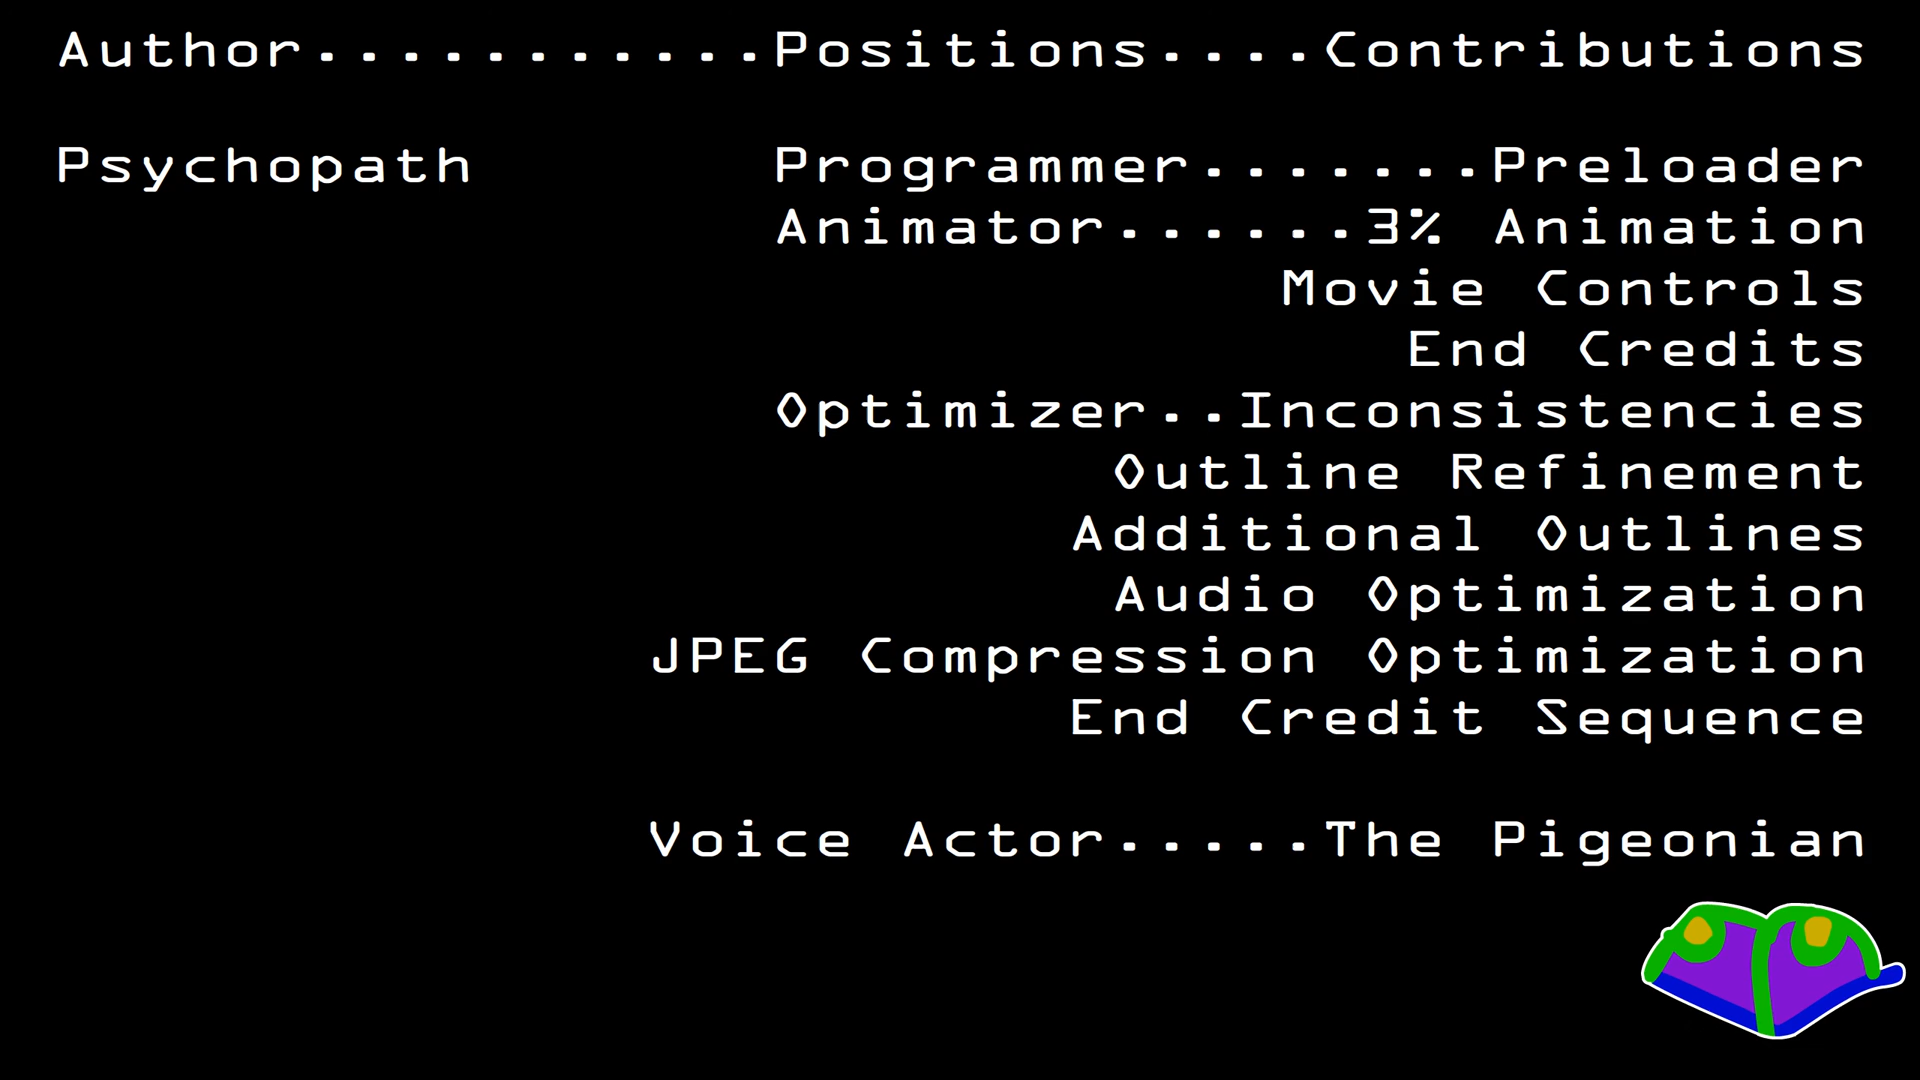 Author...........Positions....Contributions
Psychopath Programmer.......Preloader
Animator......3% Animation
Movie Controls
End Credits
Optimizer..Inconsistencies
Outline Refinement
Additional Outlines
Audio Optimization
JPEG Compression Optimization
End Credit Sequence
Voice Actor.....The Pigeonian